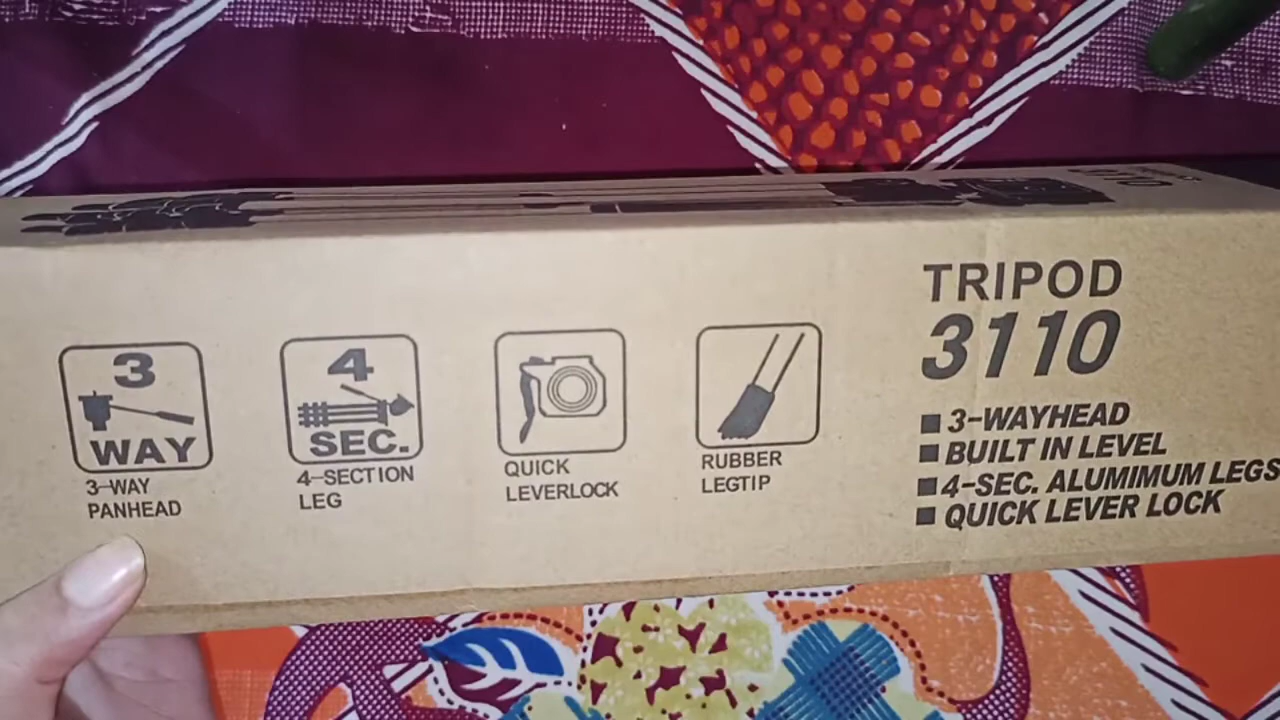 3110
3
WAY
3-WAY
PANHEAD
4
SEC.
4-SECTION
LEG
QUICK
LEVERLOCK
RUBBER
LEGTIP
TRIPOD
3110
3-WAYHEAD
BUILT IN LEVEL
4-SEC. ALUMIMUM LEGS
QUICK LEVER LOCK